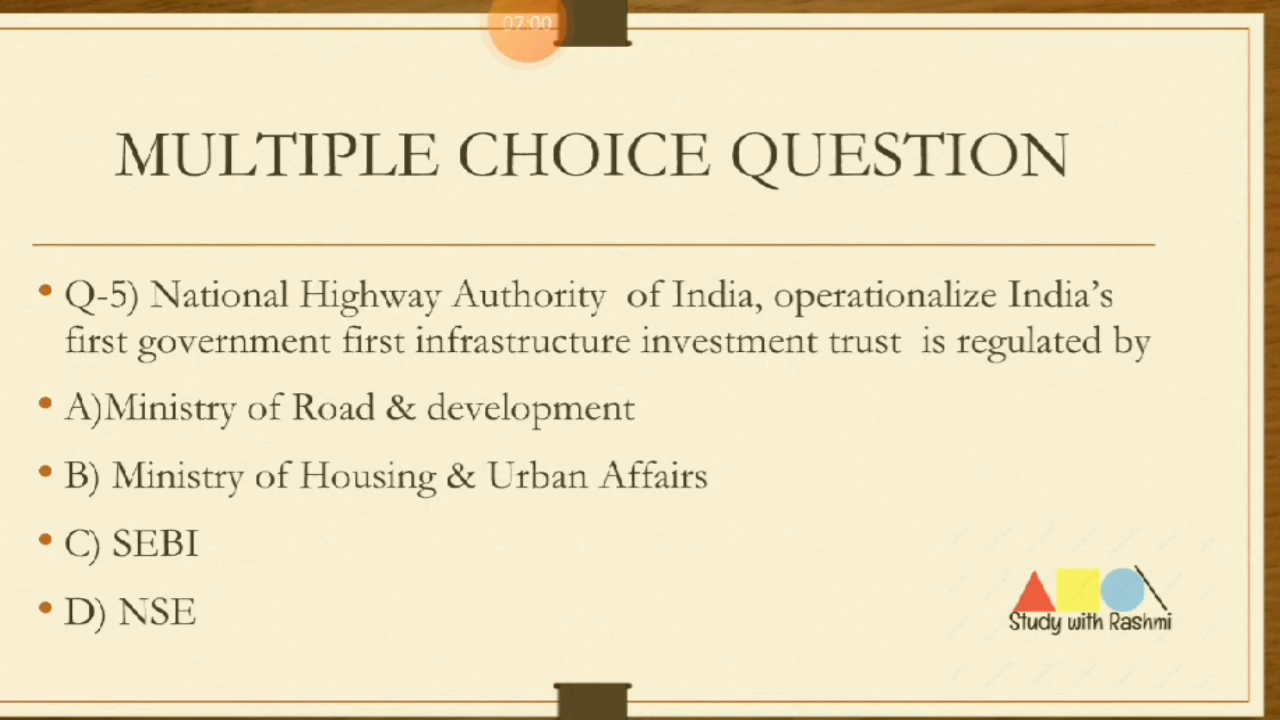 07:00
MULTIPLE CHOICE QUESTION
• Q-5) National Highway Authority of India, operationalize India's
first government first infrastructure investment trust is regulated by
• A)Ministry of Road & development
• B) Ministry of Housing & Urban Affairs
• C) SEBI
• D) NSE
Study with Rashmi